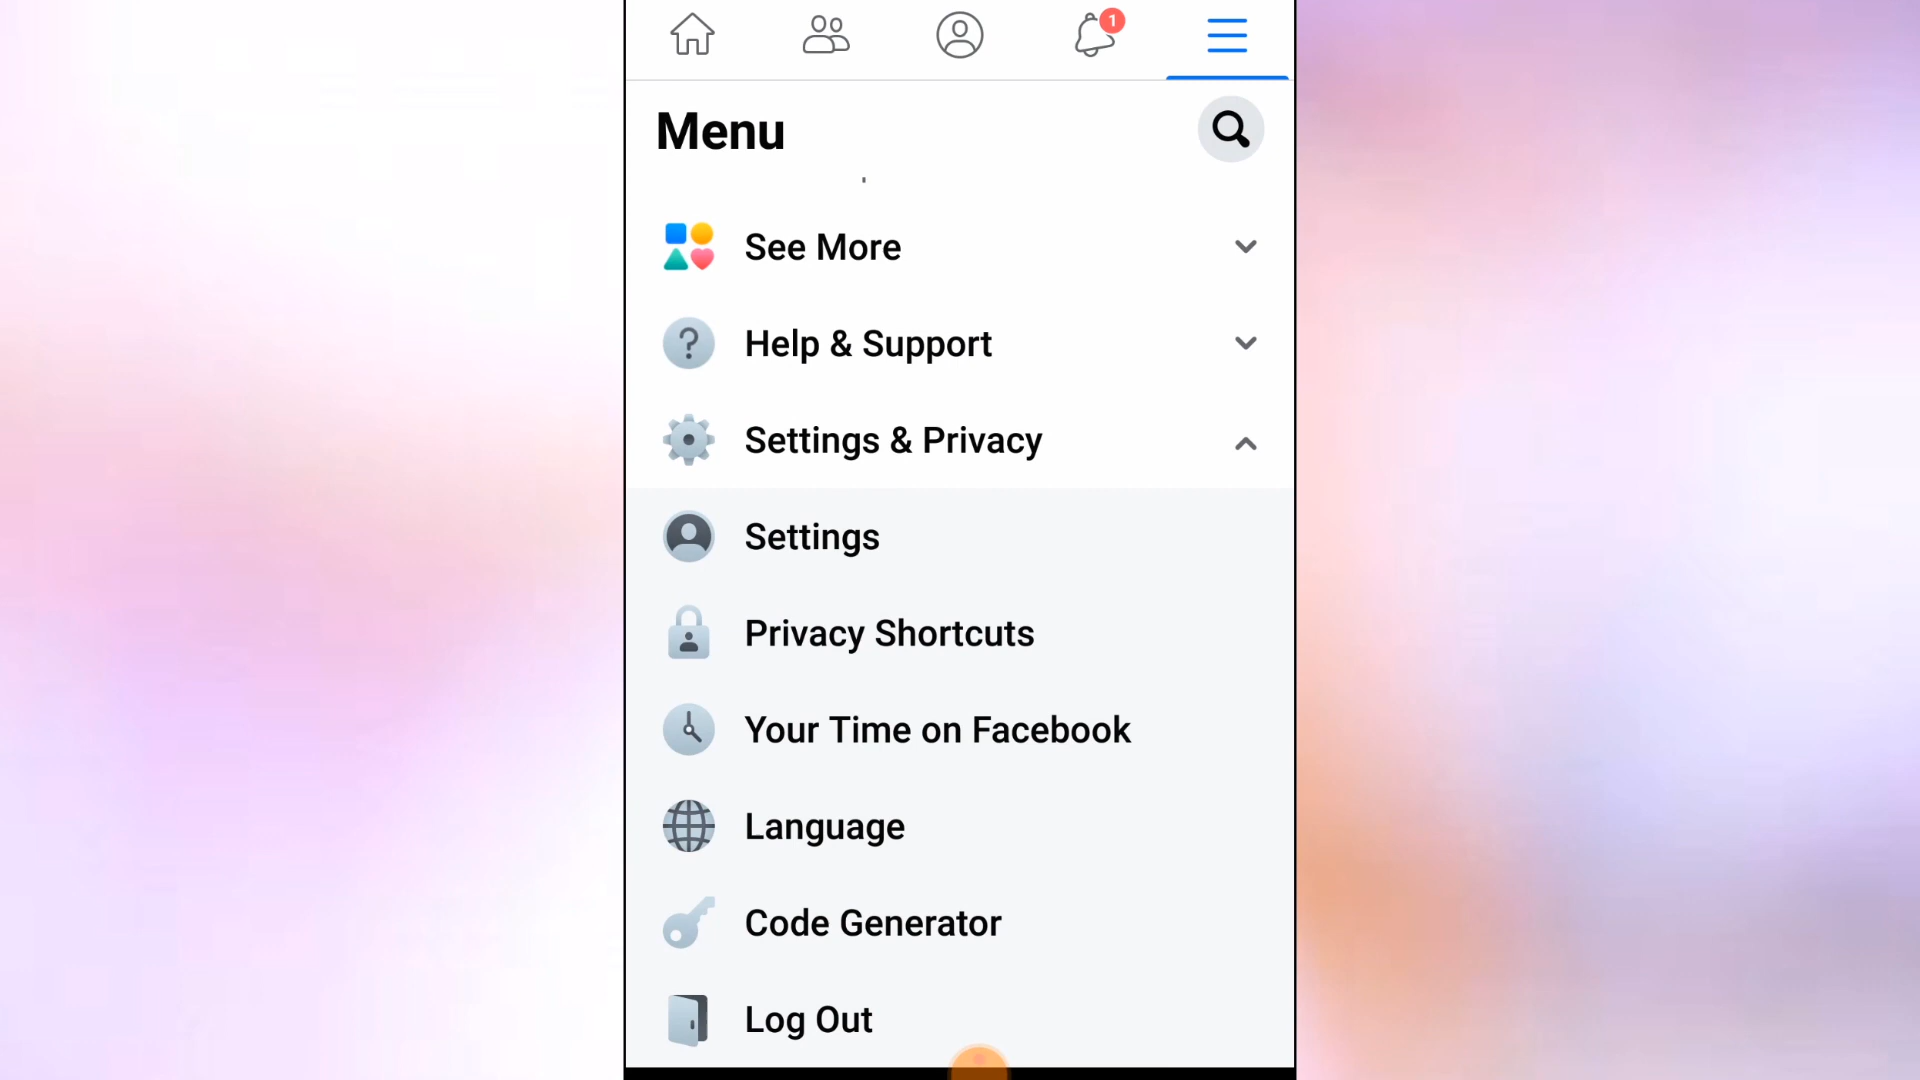 1
Menu
See More
Help & Support
Settings & Privacy
Settings
Privacy Shortcuts
Your Time on Facebook
Language
Code Generator
Log Out